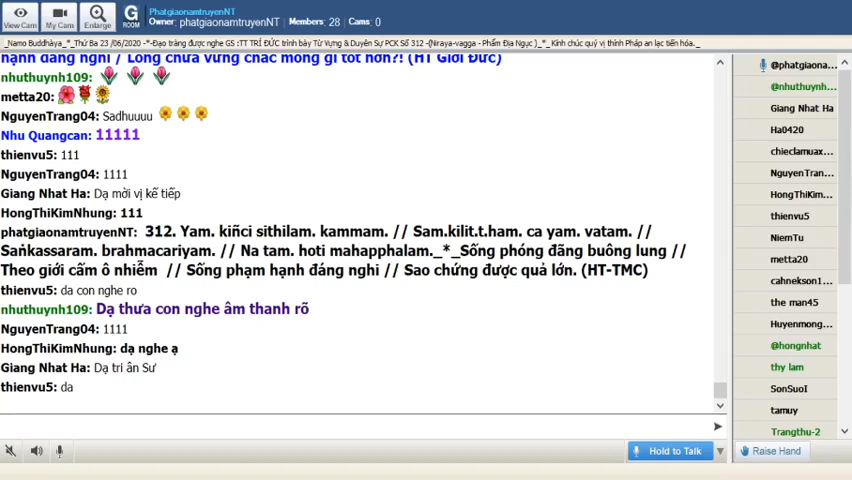 PhatgiaonamtruyenNT
Owner: phatgiaonamtruyenNT | Members: 28 | Cams: 0
View Cam
My Cam
Enlarge
G
ROOM
_Namo Buddhàya_*_Thứ Ba 23 /06/2020 -*-Đạo tràng được nghe GS :TT TRÍ ĐỨC trình bày Từ Vựng &Duyên Sự PCK Số 312 -(Niraya-vagga - Phẩm Địa Ngục )_*_ Kính chúc quý vị thính Pháp an lạc tiến hóa._
hạnh đáng nghi / Lòng chưa vững chắc mong gì tốt hơn?! (HT Giới Đức)
nhuthuynh109:
metta20:
NguyenTrang04: Sadhuuuu
Nhu Quangcan: 11111
thienvu5: 111
NguyenTrang04: 1111
Giang Nhat Ha: Dạ mời vị kế tiếp
HongThiKimNhung: 111
phatgiaonamtruyenNT: 312. Yam. kiñci sithilam. kammam. // Sam.kilit.t.ham. ca yam. vatam. //
Saṅkassaram. brahmacariyam. // Na tam. hoti mahapphalam._*_Sống phóng đãng buông lung //
Theo giới cấm ô nhiễm // Sống phạm hạnh đáng nghi // Sao chứng được quả lớn. (HT-TMC)
thienvu5: da con nghe ro
nhuthuynh109: Dạ thưa con nghe âm thanh rõ
NguyenTrang04: 1111
HongThiKimNhung: dạ nghe ạ
Giang Nhat Ha: Dạ tri ân Sư
thienvu5: da
@phatgiaona...
@nhuthuynh...
Giang Nhat Ha
Ha0420
chieclamuax...
NguyenTran...
HongThiKim...
thienvu5
NiemTu
metta20
cahnekson1...
the man45
Huyenmong...
@hongnhat
thy lam
SonSuoI
tamuy
Trangthu-2
Hold to Talk
Raise Hand